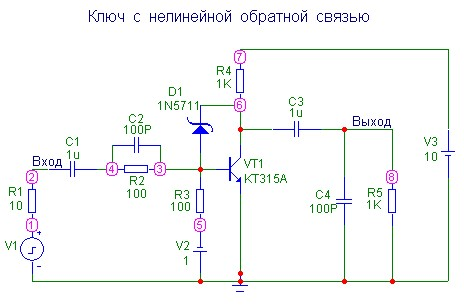 Ключ с нелинейной обратной связью
7
D1
1N5711
R4
1K
6
C3
1u
Выход
C2
100P
C1
1u
Вход
2
4
3
R2
100
VT1
KT315A
V3
10
R1
10
R3
100
C4
100P
8
R5
1K
1
5
V1
V2
1